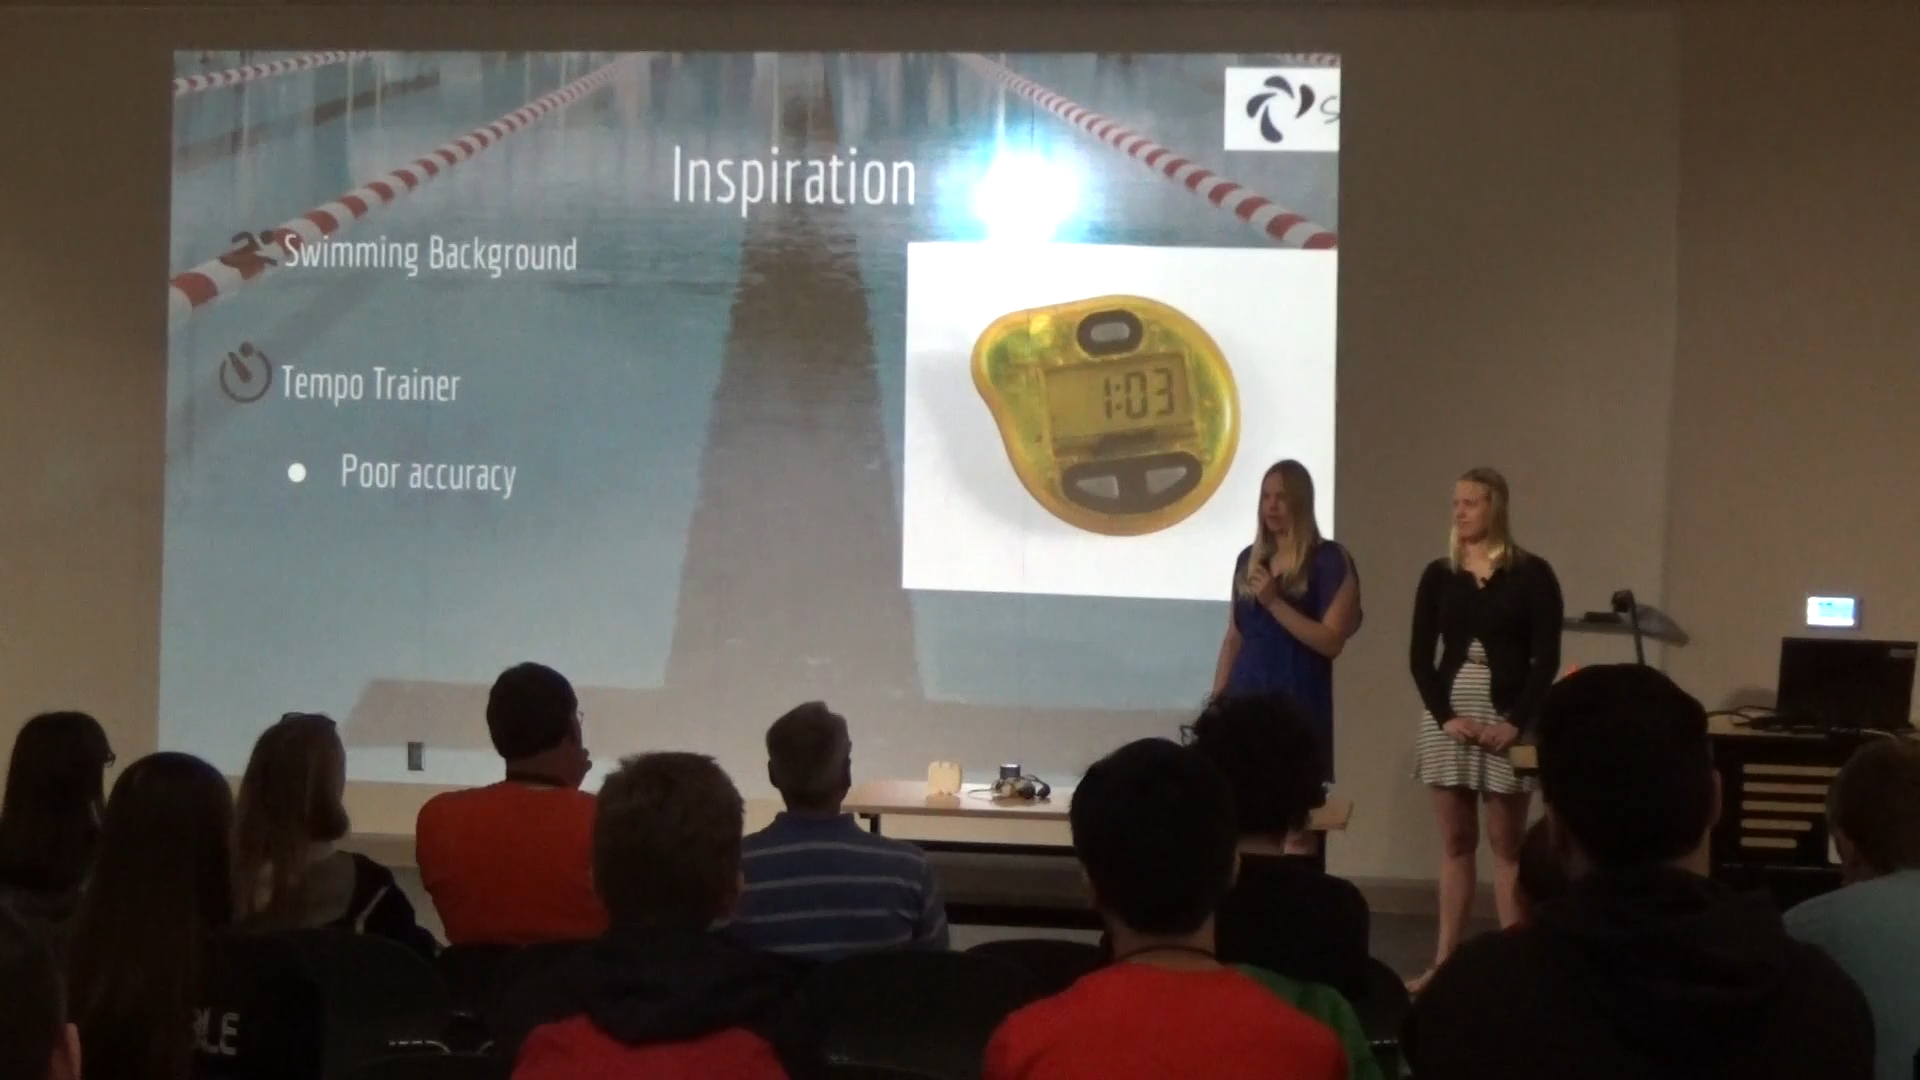 Inspiration
Swimming Background
Tempo Trainer
Poor accuracy
1:03